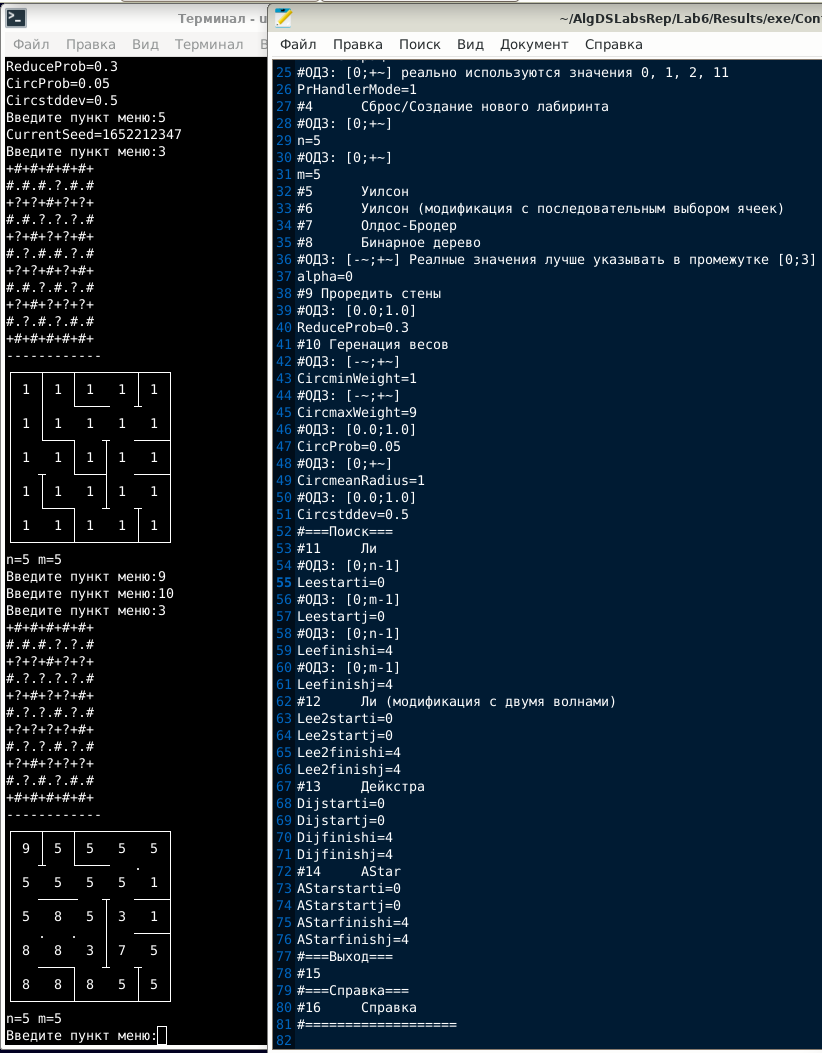 Терминал - u
Файл Правка Вид Терминал В
ReduceProb=0.3
CircProb=0.05
Circstddev=0.5
Введите пункт меню:5
CurrentSeed=1652212347
Введите пункт меню:3
+#+#+#+#+#+
#.#.#.?.#.#
+?+?+#+?+?+
#.#.?.?.?.#
+?+#+?+?+#+
#.?.#.#.?.#
+?+?+?+#+?+
#.#.?.#.?.#
+?+#+?+?+?+
#.?.#.?.#.#
+#+#+#+#+#+
------------
1 1 1 1 1
1 1 1 1 1
1 1 1 1 1
1 1 1 1 1
1 1 1 1 1
n=5 m=5
Введите пункт меню:9
Введите пункт меню:10
Введите пункт меню:3
+#+#+#+#+#+
#.#.#.?.?.#
+?+?+#+?+?+
#.?.?.?.?.#
+?+#+?+?+#+
#.?.?.#.?.#
+?+?+?+?+#+
#.?.?.#.?.#
+?+#+?+?+?+
#.?.#.?.#.#
+#+#+#+#+#+
------------
9 5 5 5 5
5 5 5 5 1
5 8 5 3 1
8 8 3 7 5
8 8 8 5 5
n=5 m=5
Введите пункт меню:
~/AlgDSLabsRep/Lab6/Results/exe/Con
Файл Правка Поиск Вид Документ Справка
25 #ОДЗ: [0;+~] реально используются значения 0, 1, 2, 11
26 PrHandlerMode=1
27 #4 Сброс/Создание нового лабиринта
28 #ОДЗ: [0;+~]
29 n=5
30 #ОДЗ: [0;+~]
31 m=5
32 #5 Уилсон
33 #6 Уилсон (модификация с последовательным выбором ячеек)
34 #7 Олдос-Бродер
35 #8 Бинарное дерево
36 #ОДЗ: [-~;+~] Реалные значения лучше указывать в промежутке [0;3]
37 alpha=0
38 #9 Проредить стены
39 #ОДЗ: [0.0;1.0]
40 ReduceProb=0.3
41 #10 Геренация весов
42 #ОДЗ: [-~;+~]
43 CircminWeight=1
44 #ОДЗ: [-~;+~]
45 CircmaxWeight=9
46 #ОДЗ: [0.0;1.0]
47 CircProb=0.05
48 #ОДЗ: [0;+~]
49 CircmeanRadius=1
50 #ОДЗ: [0.0;1.0]
51 Circstddev=0.5
52 #===Поиск===
53 #11 Ли
54 #ОДЗ: [0;n-1]
55 Leestarti=0
56 #ОДЗ: [0;m-1]
57 Leestartj=0
58 #ОДЗ: [0;n-1]
59 Leefinishi=4
60 #ОДЗ: [0;m-1]
61 Leefinishj=4
62 #12 Ли (модификация с двумя волнами)
63 Lee2starti=0
64 Lee2startj=0
65 Lee2finishi=4
66 Lee2finishj=4
67 #13 Дейкстра
68 Dijstarti=0
69 Dijstartj=0
70 Dijfinishi=4
71 Dijfinishj=4
72 #14 AStar
73 AStarstarti=0
74 AStarstartj=0
75 AStarfinishi=4
76 AStarfinishj=4
77 #===Выход===
78 #15
79 #===Справка===
80 #16 Справка
81 #===================
82